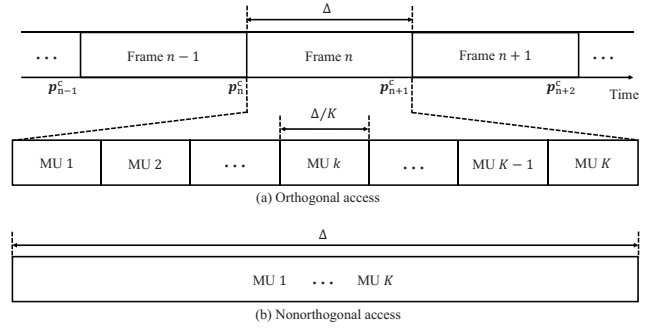 Δ
... Frame n − 1 Frame n Frame n + 1 ...
p^c_{n−1} p^c_n p^c_{n+1} p^c_{n+2} Time
Δ/K
MU 1 MU 2 ... MU k ... MU K − 1 MU K
(a) Orthogonal access
Δ
MU 1 ... MU K
(b) Nonorthogonal access